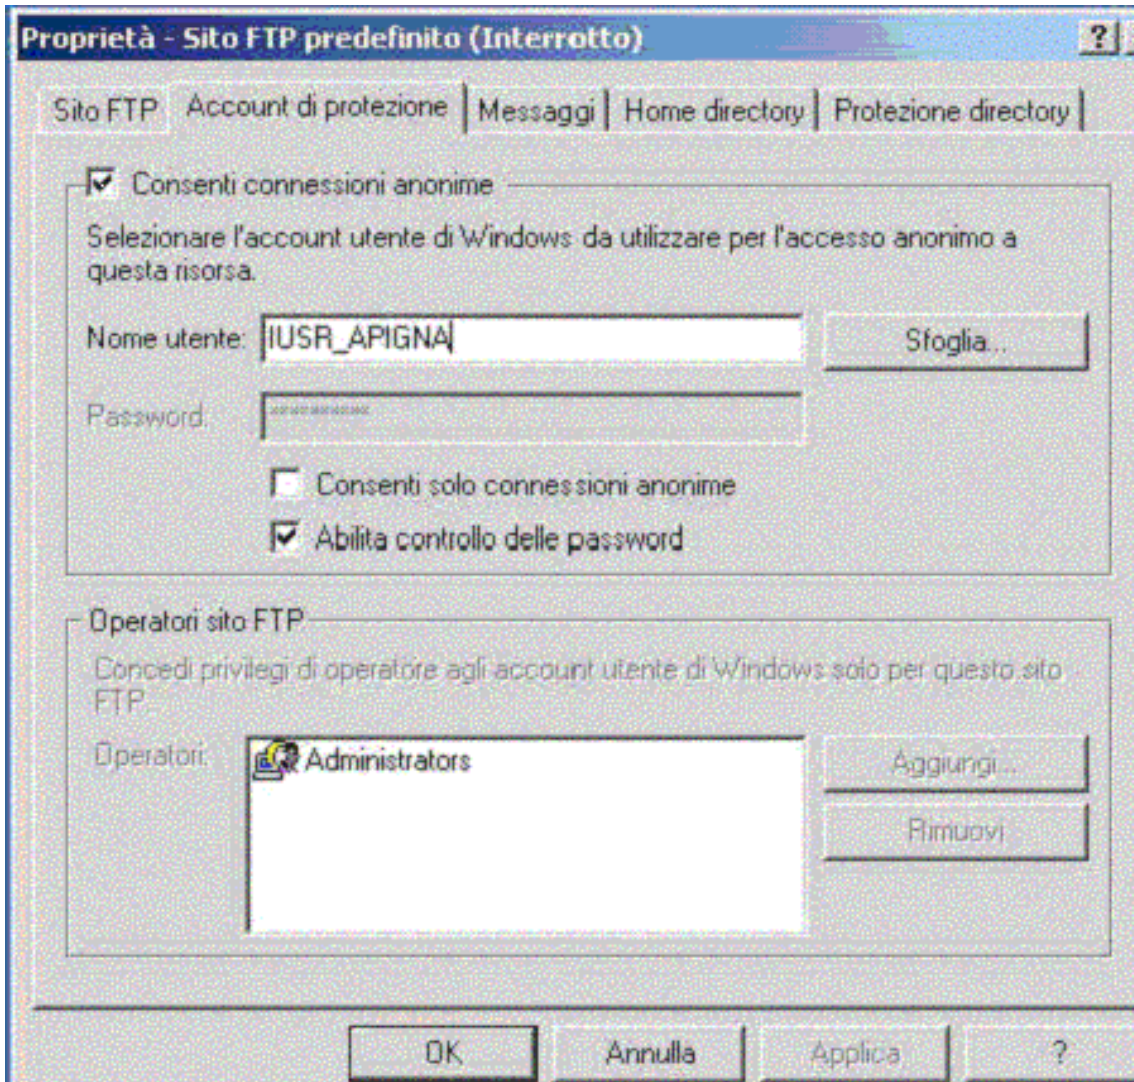 Proprietà - Sito FTP predefinito (Interrotto) ?
Sito FTP Account di protezione Messaggi Home directory Protezione directory
Consenti connessioni anonime
Selezionare l'account utente di Windows da utilizzare per l'accesso anonimo a
questa risorsa.
Nome utente: IUSR_APIGNA Sfoglia...
Password: **********
Consenti solo connessioni anonime
Abilita controllo delle password
Operatori sito FTP
Concedi privilegi di operatore agli account utente di Windows solo per questo sito
FTP
Operatori: Administrators Aggiungi...
Rimuovi
OK Annulla Applica ?